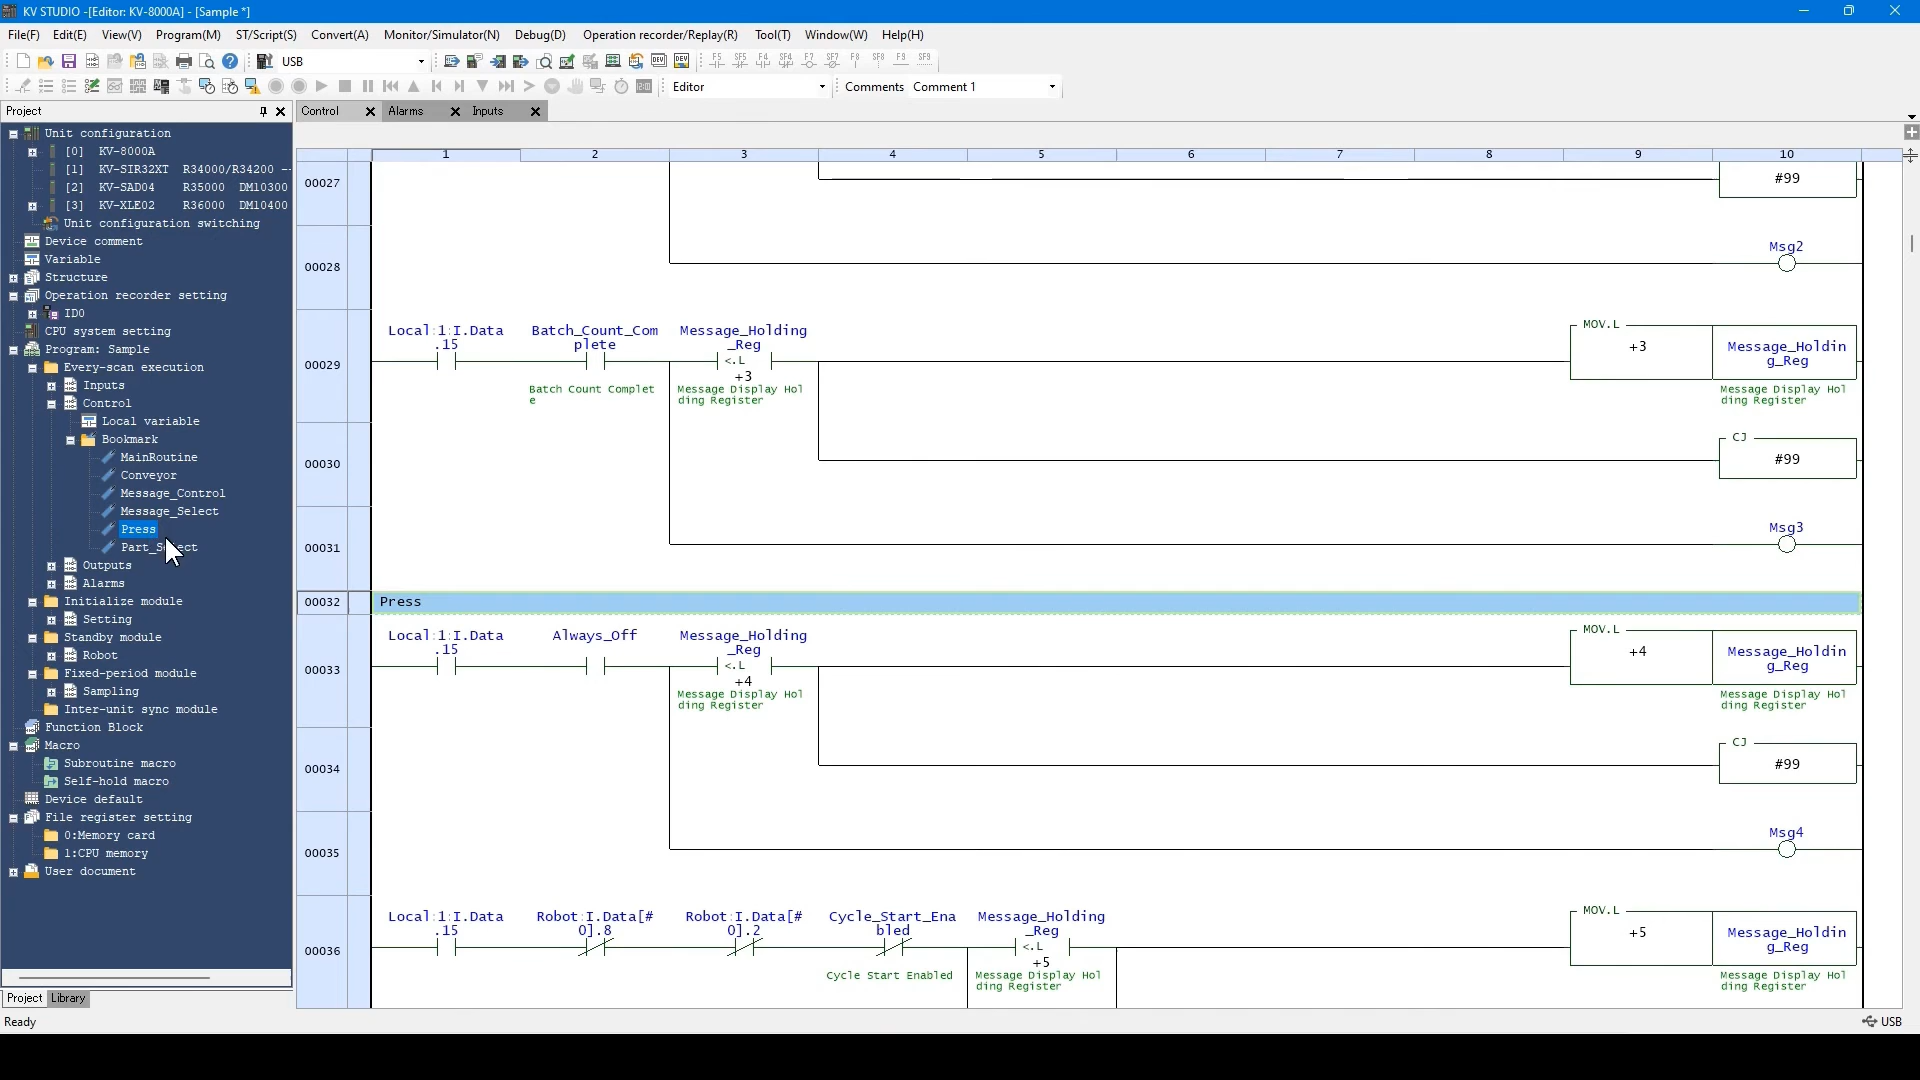 KV STUDIO -[Editor: KV-8000A] - [Sample *]
File(F) Edit(E) View(V) Program(M) ST/Script(S) Convert(A) Monitor/Simulator(N) Debug(D) Operation recorder/Replay(R) Tool(T) Window(W) Help(H)
USB
F5 SF5 F4 SF4 F7 SF7 F8 SF8 F9 SF9
Editor Comments Comment 1
Project
Control Alarms Inputs
Unit configuration
[0] KV-8000A
[1] KV-SIR32XT R34000/R34200 --
[2] KV-SAD04 R35000 DM10300
[3] KV-XLE02 R36000 DM10400
Unit configuration switching
Device comment
Variable
Structure
Operation recorder setting
ID0
CPU system setting
Program: Sample
Every-scan execution
Inputs
Control
Local variable
Bookmark
MainRoutine
Conveyor
Message_Control
Message_Select
Press
Outputs
Alarms
Initialize module
Setting
Standby module
Robot
Fixed-period module
Sampling
Inter-unit sync module
Function Block
Macro
Subroutine macro
Self-hold macro
Device default
File register setting
0:Memory card
1:CPU memory
User document
Project Library
1 2 3 4 5 6 7 8 9 10
00027
#99
00028
Msg2
00029
Local:1:I.Data
.15
Batch_Count_Com
plete
Batch Count Complet
e
Message_Holding
_Reg
<.L
+3
Message Display Hol
ding Register
MOV.L
+3
Message_Holdin
g_Reg
Message Display Hol
ding Register
00030
CJ
#99
00031
Msg3
00032
Press
00033
Local:1:I.Data
.15
Always_Off
Message_Holding
_Reg
<.L
+4
Message Display Hol
ding Register
MOV.L
+4
Message_Holdin
g_Reg
Message Display Hol
ding Register
00034
CJ
#99
00035
Msg4
00036
Local:1:I.Data
.15
Robot:I.Data[#
0].8
Robot:I.Data[#
0].2
Cycle_Start_Ena
bled
Cycle Start Enabled
Message_Holding
_Reg
<.L
+5
Message Display Hol
ding Register
MOV.L
+5
Message_Holdin
g_Reg
Message Display Hol
ding Register
Ready
USB